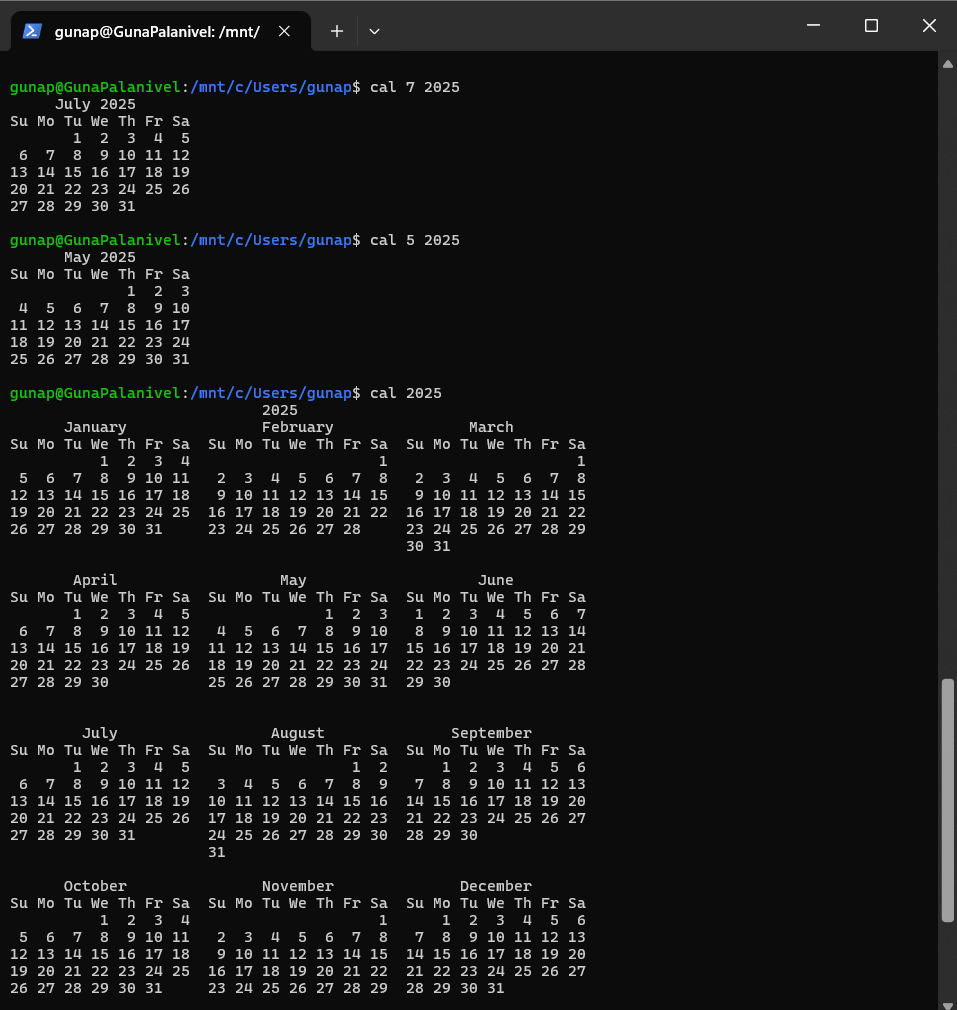 gunap@GunaPalanivel: /mnt/
gunap@GunaPalanivel:/mnt/c/Users/gunap$ cal 7 2025
     July 2025
Su Mo Tu We Th Fr Sa
       1  2  3  4  5
 6  7  8  9 10 11 12
13 14 15 16 17 18 19
20 21 22 23 24 25 26
27 28 29 30 31
gunap@GunaPalanivel:/mnt/c/Users/gunap$ cal 5 2025
      May 2025
Su Mo Tu We Th Fr Sa
             1  2  3
 4  5  6  7  8  9 10
11 12 13 14 15 16 17
18 19 20 21 22 23 24
25 26 27 28 29 30 31
gunap@GunaPalanivel:/mnt/c/Users/gunap$ cal 2025
                            2025
      January               February               March
Su Mo Tu We Th Fr Sa  Su Mo Tu We Th Fr Sa  Su Mo Tu We Th Fr Sa
          1  2  3  4                     1                     1
 5  6  7  8  9 10 11   2  3  4  5  6  7  8   2  3  4  5  6  7  8
12 13 14 15 16 17 18   9 10 11 12 13 14 15   9 10 11 12 13 14 15
19 20 21 22 23 24 25  16 17 18 19 20 21 22  16 17 18 19 20 21 22
26 27 28 29 30 31     23 24 25 26 27 28     23 24 25 26 27 28 29
                                            30 31
       April                  May                   June
Su Mo Tu We Th Fr Sa  Su Mo Tu We Th Fr Sa  Su Mo Tu We Th Fr Sa
       1  2  3  4  5               1  2  3   1  2  3  4  5  6  7
 6  7  8  9 10 11 12   4  5  6  7  8  9 10   8  9 10 11 12 13 14
13 14 15 16 17 18 19  11 12 13 14 15 16 17  15 16 17 18 19 20 21
20 21 22 23 24 25 26  18 19 20 21 22 23 24  22 23 24 25 26 27 28
27 28 29 30           25 26 27 28 29 30 31  29 30
        July                 August              September
Su Mo Tu We Th Fr Sa  Su Mo Tu We Th Fr Sa  Su Mo Tu We Th Fr Sa
       1  2  3  4  5                  1  2      1  2  3  4  5  6
 6  7  8  9 10 11 12   3  4  5  6  7  8  9   7  8  9 10 11 12 13
13 14 15 16 17 18 19  10 11 12 13 14 15 16  14 15 16 17 18 19 20
20 21 22 23 24 25 26  17 18 19 20 21 22 23  21 22 23 24 25 26 27
27 28 29 30 31        24 25 26 27 28 29 30  28 29 30
                      31
      October               November              December
Su Mo Tu We Th Fr Sa  Su Mo Tu We Th Fr Sa  Su Mo Tu We Th Fr Sa
          1  2  3  4                     1      1  2  3  4  5  6
 5  6  7  8  9 10 11   2  3  4  5  6  7  8   7  8  9 10 11 12 13
12 13 14 15 16 17 18   9 10 11 12 13 14 15  14 15 16 17 18 19 20
19 20 21 22 23 24 25  16 17 18 19 20 21 22  21 22 23 24 25 26 27
26 27 28 29 30 31     23 24 25 26 27 28 29  28 29 30 31